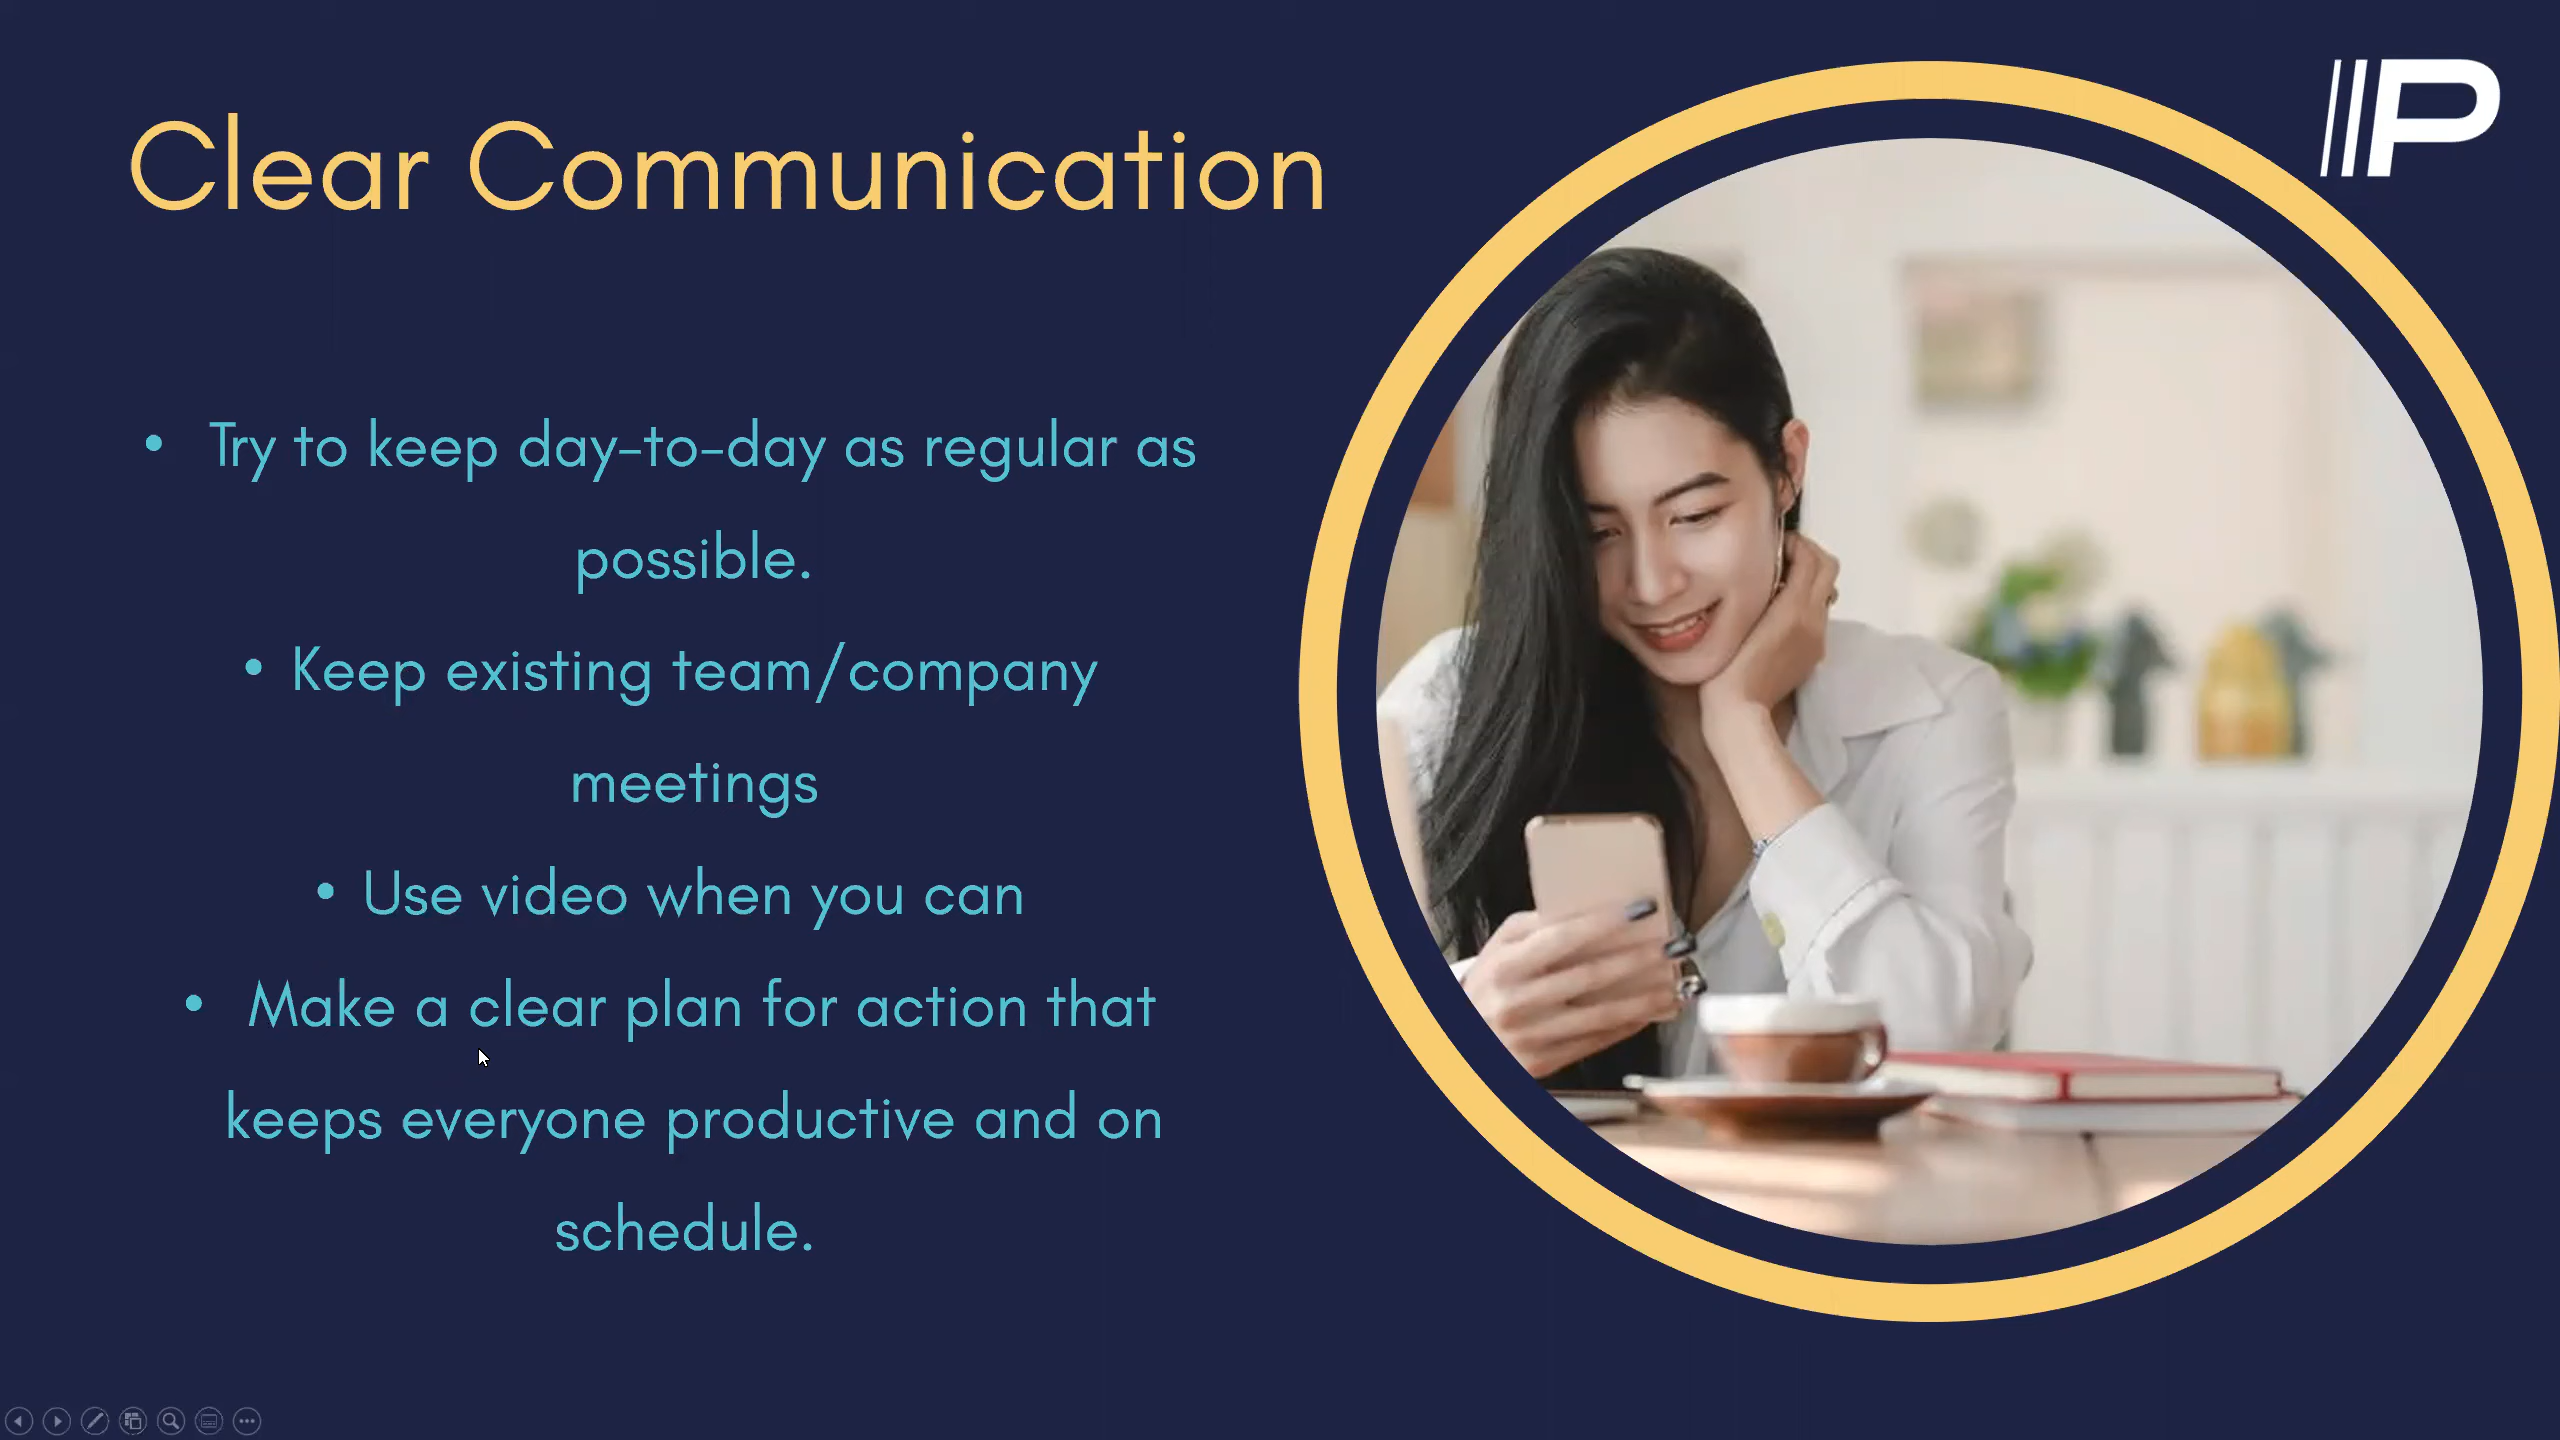 Clear Communication
P
• Try to keep day-to-day as regular as
possible.
• Keep existing team/company
meetings
• Use video when you can
• Make a clear plan for action that
keeps everyone productive and on
schedule.